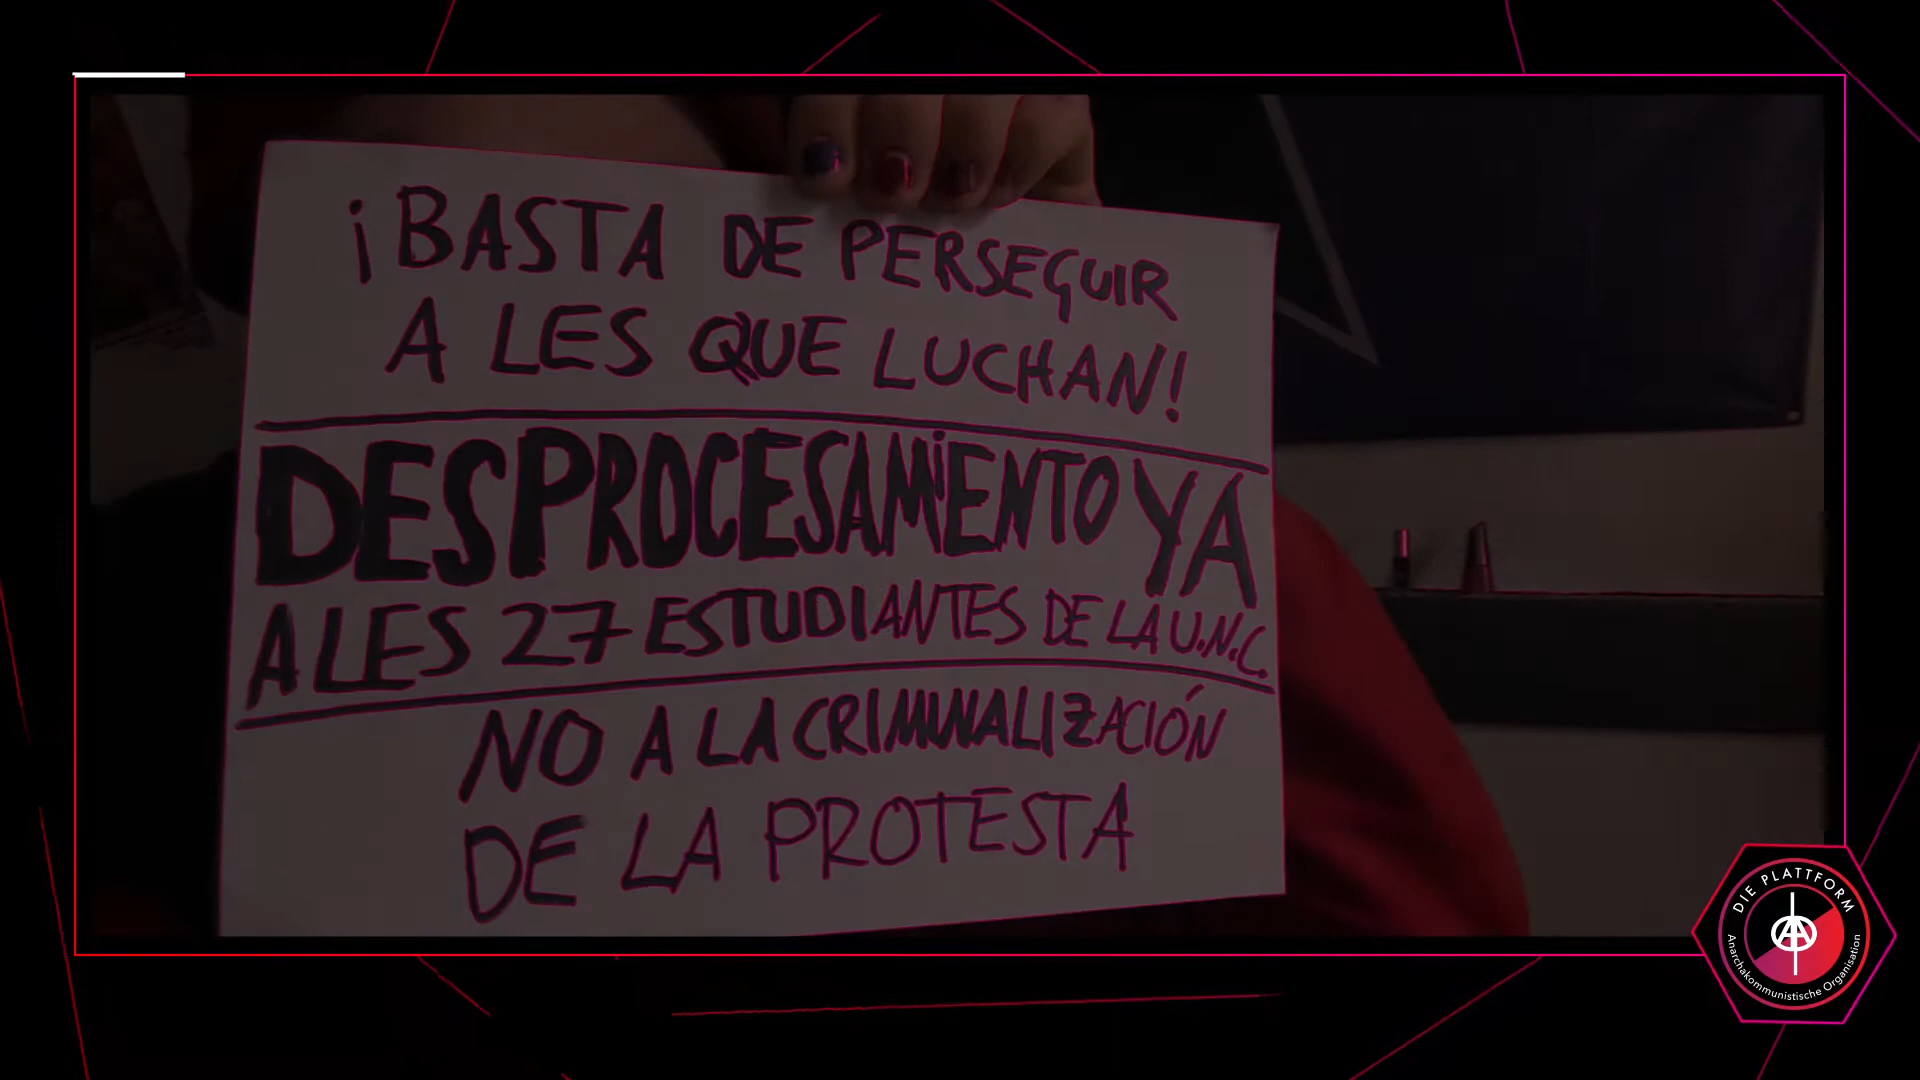 ¡BASTA DE PERSEGUIR
A LES QUE LUCHAN!
DESPROCESAMIENTO YA
A LES 27 ESTUDIANTES DE LA U.N.C.
NO A LA CRIMINALIZACIÓN
DE LA PROTESTA
DIE PLATTFORM
Anarchakommunistische Organisation